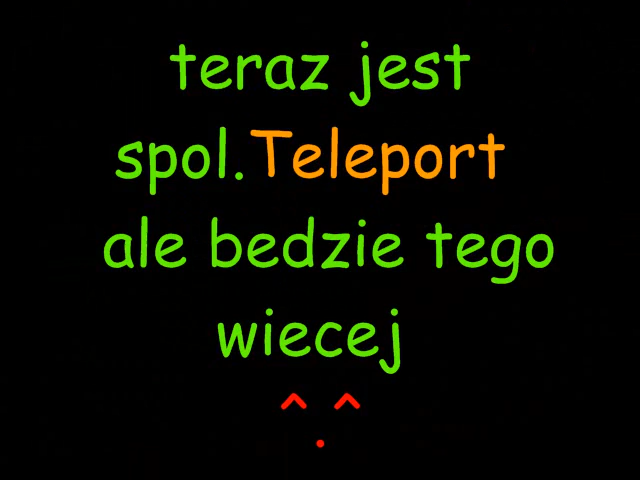 teraz jest
spol.Teleport
ale bedzie tego
wiecej
^.^